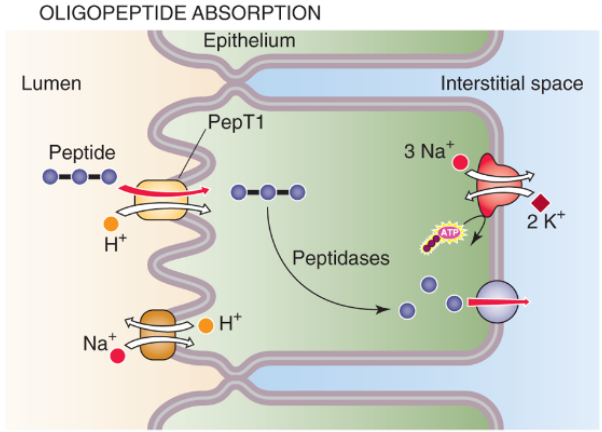 OLIGOPEPTIDE ABSORPTION
Epithelium
Lumen
Interstitial space
PepT1
Peptide
3 Na⁺
H⁺
2 K⁺
ATP
Peptidases
H⁺
Na⁺